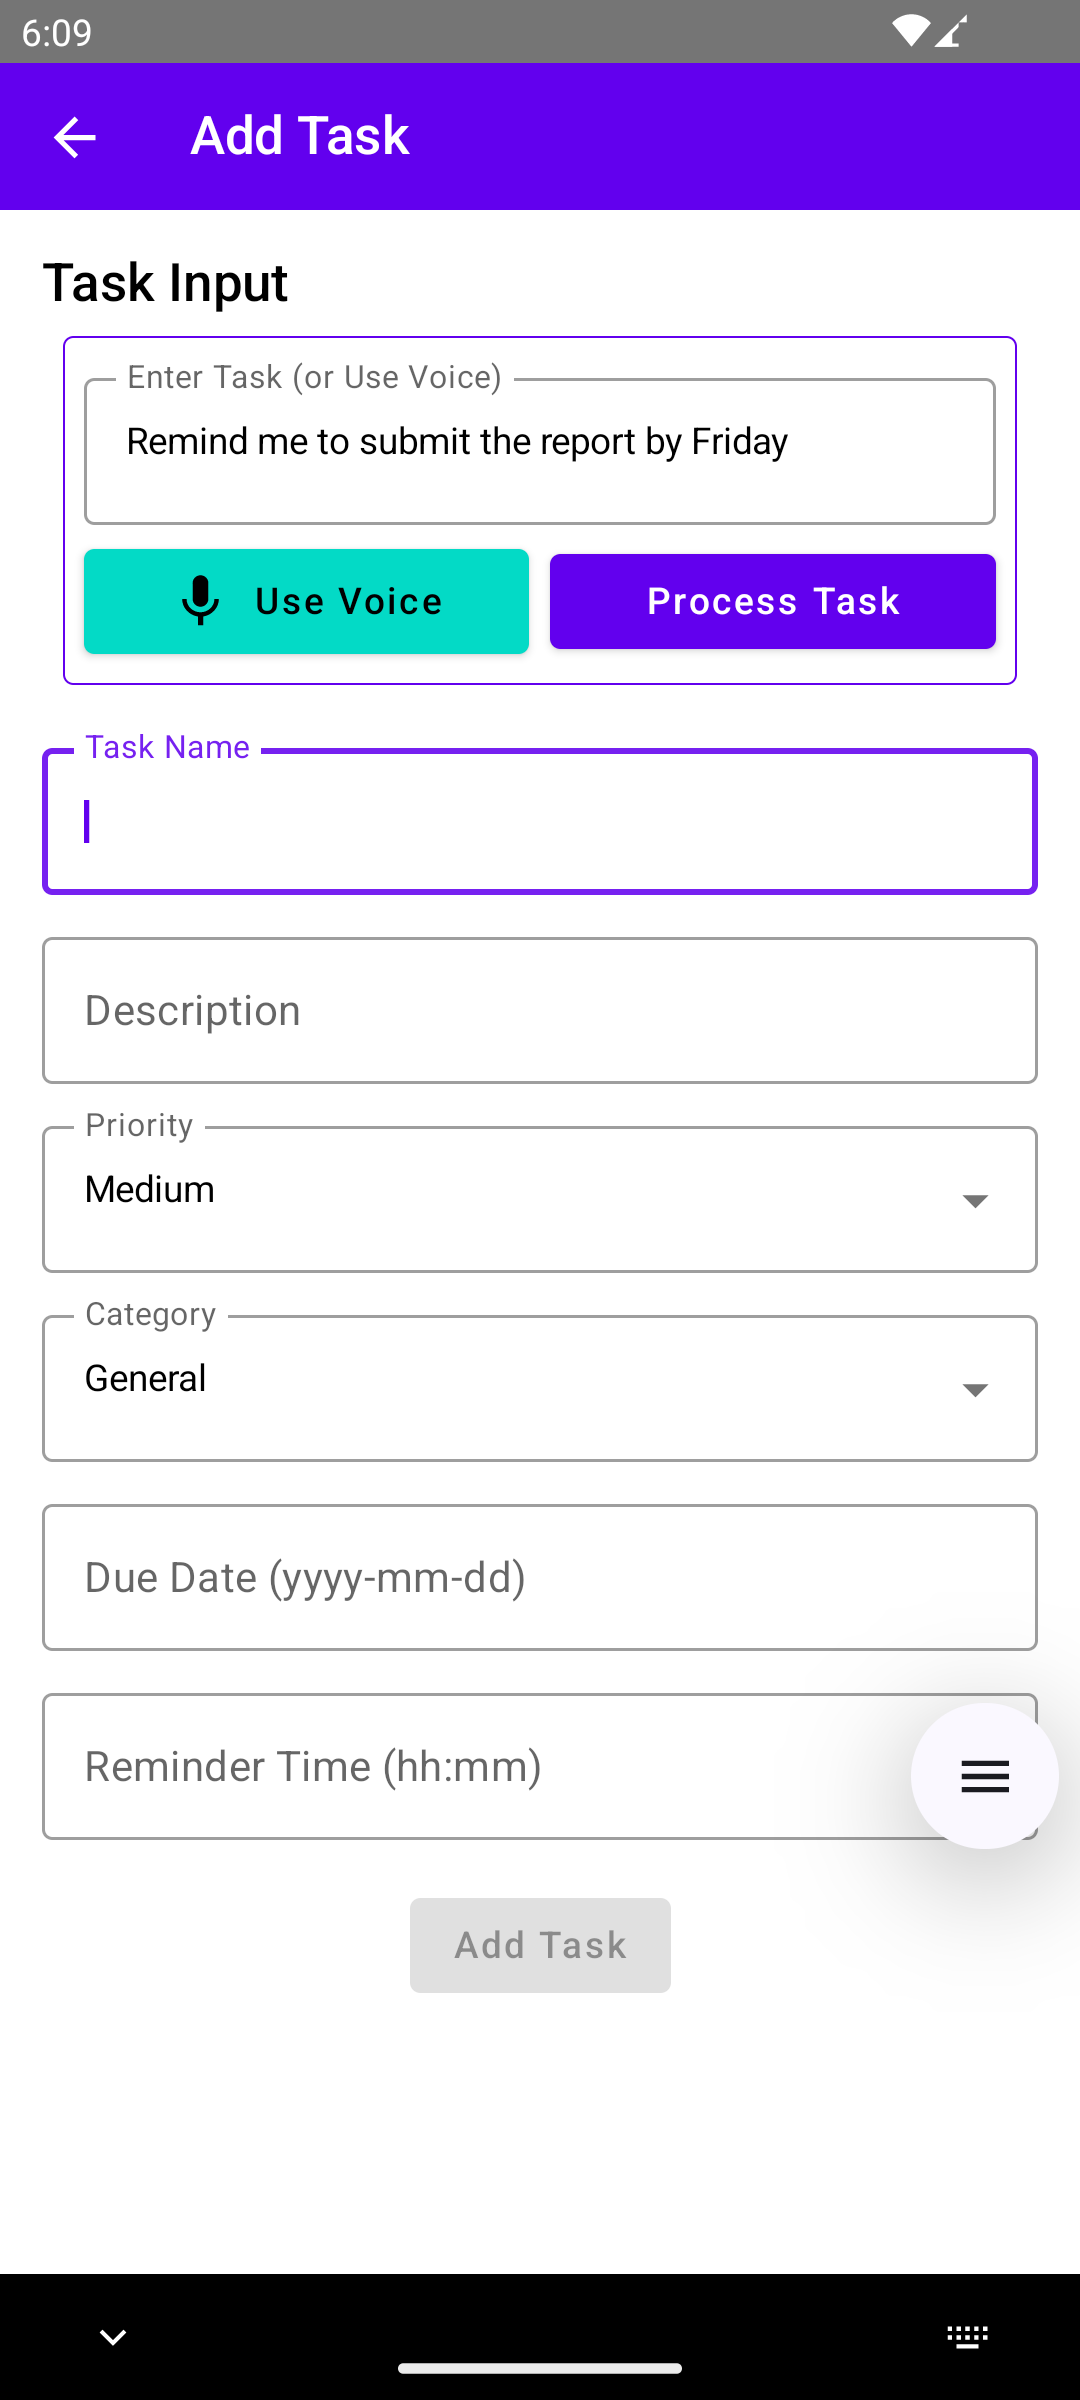 6:09
Add Task
Task Input
Enter Task (or Use Voice)
Remind me to submit the report by Friday
Use Voice
Process Task
Task Name
Description
Priority
Medium
Category
General
Due Date (yyyy-mm-dd)
Reminder Time (hh:mm)
Add Task